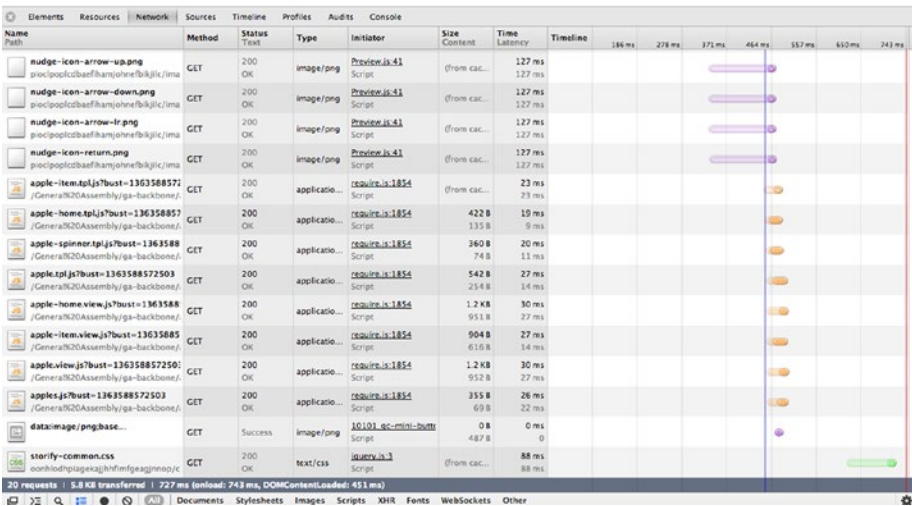 Elements Resources Network Sources Timeline Profiles Audits Console
Name Method Status Type Initiator Size Time Timeline
Path Text Content Latency 186 ms 278 ms 371 ms 464 ms 557 ms 650 ms 743 ms
nudge-icon-arrow-up.png GET 200 image/png Preview.js:41 (from cac... 127 ms
OK Script 127 ms
nudge-icon-arrow-down.png GET 200 image/png Preview.js:41 (from cac... 127 ms
OK Script 127 ms
nudge-icon-arrow-lr.png GET 200 image/png Preview.js:41 (from cac... 127 ms
OK Script 127 ms
nudge-icon-return.png GET 200 image/png Preview.js:41 (from cac... 127 ms
OK Script 127 ms
apple-item.tpl.js?bust=1363588572 GET 200 applicatio... require.js:1854 (from cac... 23 ms
/General%20Assembly/ga-backbone/. OK Script 23 ms
apple-home.tpl.js?bust=136358857 GET 200 applicatio... require.js:1854 422 B 19 ms
/General%20Assembly/ga-backbone/. OK Script 135 B 9 ms
apple-spinner.tpl.js?bust=1363588 GET 200 applicatio... require.js:1854 360 B 20 ms
/General%20Assembly/ga-backbone/. OK Script 74 B 11 ms
apple.tpl.js?bust=1363588572503 GET 200 applicatio... require.js:1854 542 B 27 ms
/General%20Assembly/ga-backbone/. OK Script 254 B 14 ms
apple-home.view.js?bust=1363588 GET 200 applicatio... require.js:1854 1.2 KB 30 ms
/General%20Assembly/ga-backbone/. OK Script 951 B 27 ms
apple-item.view.js?bust=13635885 GET 200 applicatio... require.js:1854 904 B 27 ms
/General%20Assembly/ga-backbone/. OK Script 616 B 14 ms
apple.view.js?bust=1363588572503 GET 200 applicatio... require.js:1854 1.2 KB 30 ms
/General%20Assembly/ga-backbone/. OK Script 952 B 27 ms
apples.js?bust=1363588572503 GET 200 applicatio... require.js:1854 355 B 26 ms
/General%20Assembly/ga-backbone/. OK Script 69 B 22 ms
data:image/png;base... GET Success image/png 10101_qc-mini-butt 0 B 0 ms
487 B 0
storify-common.css GET 200 text/css jquery.js:3 (from cac... 88 ms
OK Script 88 ms
20 requests | 5.8 KB transferred | 727 ms (onload: 743 ms, DOMContentLoaded: 451 ms)
All Documents Stylesheets Images Scripts XHR Fonts WebSockets Other